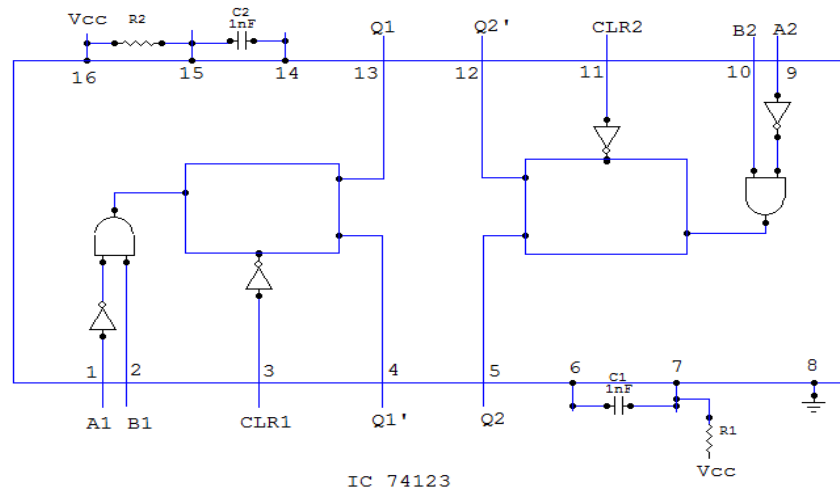 Vcc R2 C2 1nF Q1 Q2' CLR2 B2 A2
16 15 14 13 12 11 10 9
1 2 3 4 5 6 7 8
C1
1nF
A1 B1 CLR1 Q1' Q2 R1
Vcc
IC 74123